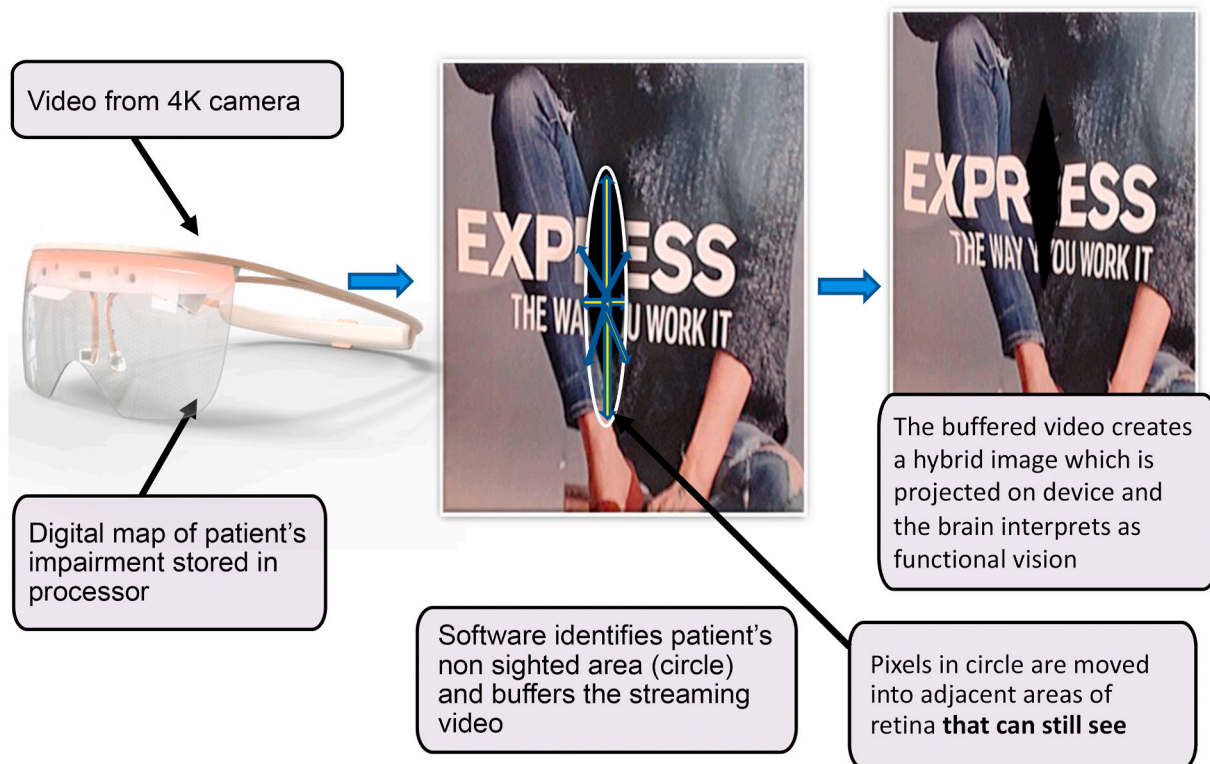 Video from 4K camera
EXPRESS
THE WAY U WORK IT
EXPR ESS
THE WAY Y YOU WORK IT
Digital map of patient’s
impairment stored in
processor
Software identifies patient’s
non sighted area (circle)
and buffers the streaming
video
Pixels in circle are moved
into adjacent areas of
retina that can still see
The buffered video creates
a hybrid image which is
projected on device and
the brain interprets as
functional vision